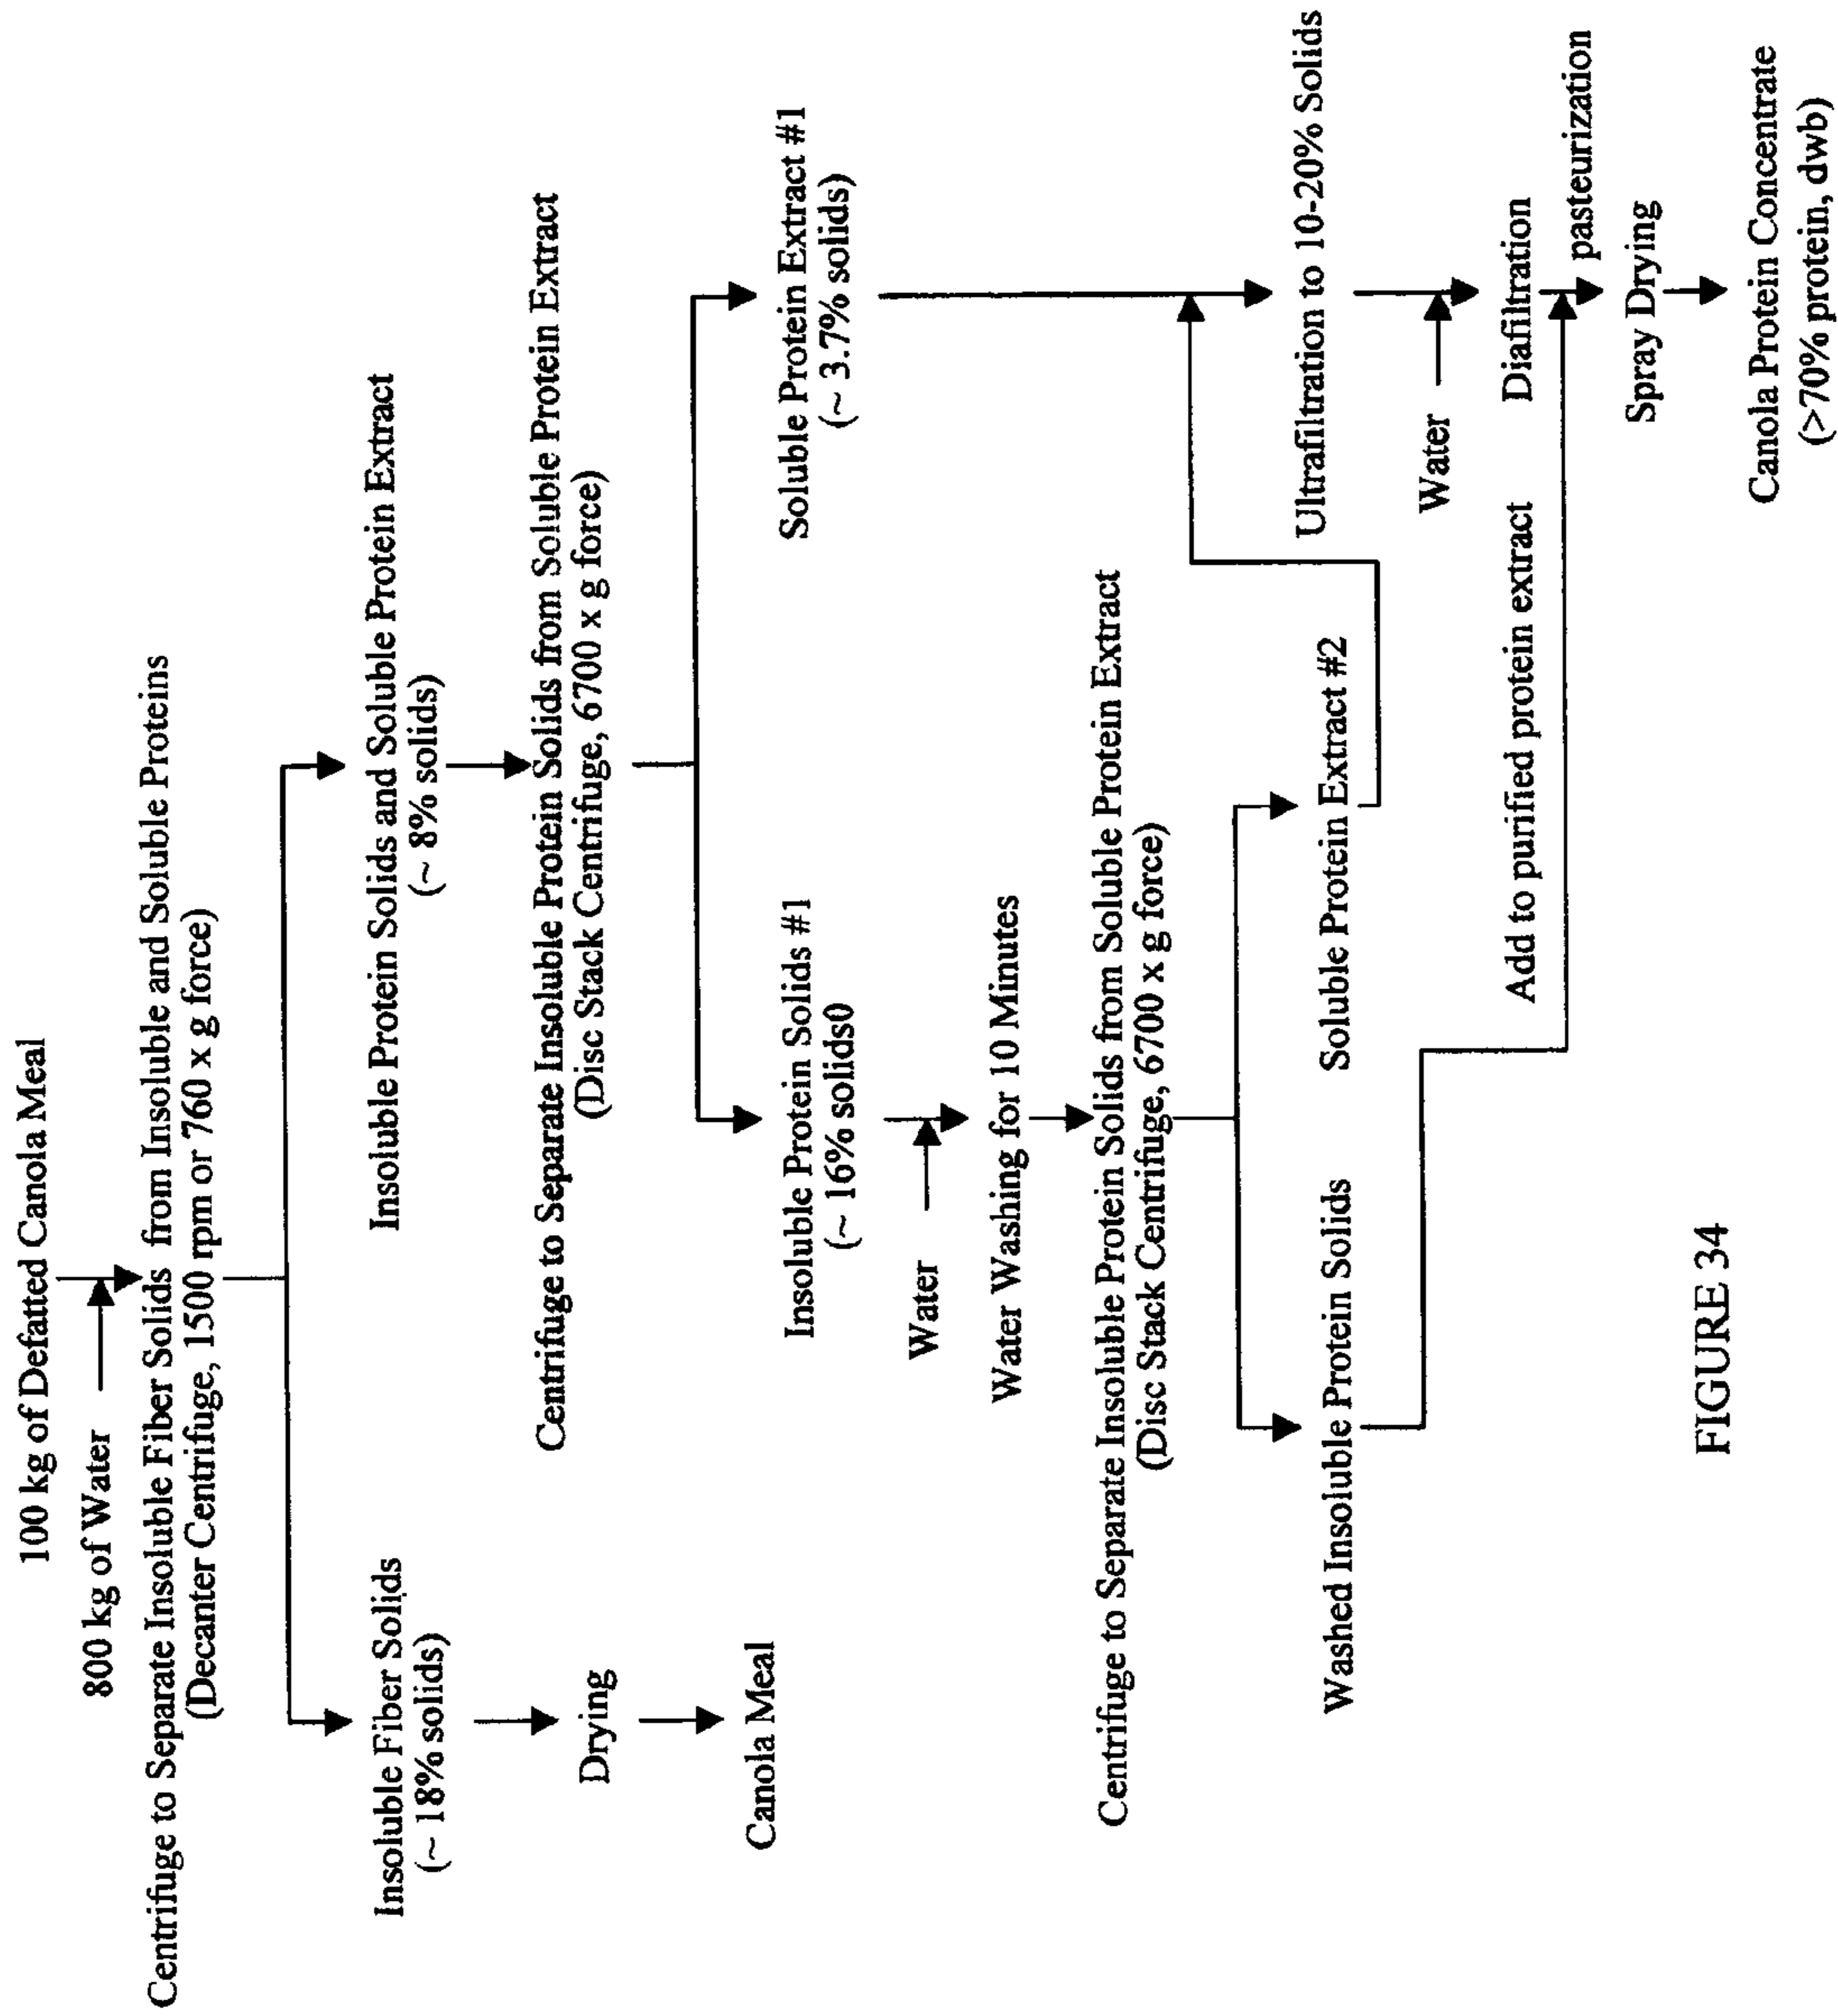 100 kg of Defatted Canola Meal
800 kg of Water
Centrifuge to Separate Insoluble Fiber Solids from Insoluble and Soluble Proteins
(Decanter Centrifuge, 1500 rpm or 760 x g force)
Insoluble Fiber Solids
(~ 18% solids)
Drying
Canola Meal
Insoluble Protein Solids and Soluble Protein Extract
(~ 8% solids)
Centrifuge to Separate Insoluble Protein Solids from Soluble Protein Extract
(Disc Stack Centrifuge, 6700 x g force)
Insoluble Protein Solids #1
(~ 16% solids0
Water
Water Washing for 10 Minutes
Centrifuge to Separate Insoluble Protein Solids from Soluble Protein Extract
(Disc Stack Centrifuge, 6700 x g force)
Washed Insoluble Protein Solids
Soluble Protein Extract #2
Soluble Protein Extract #1
(~ 3.7% solids)
Ultrafiltration to 10-20% Solids
Water
Diafiltration
Add to purified protein extract
pasteurization
Spray Drying
Canola Protein Concentrate
(>70% protein, dwb)
FIGURE 34